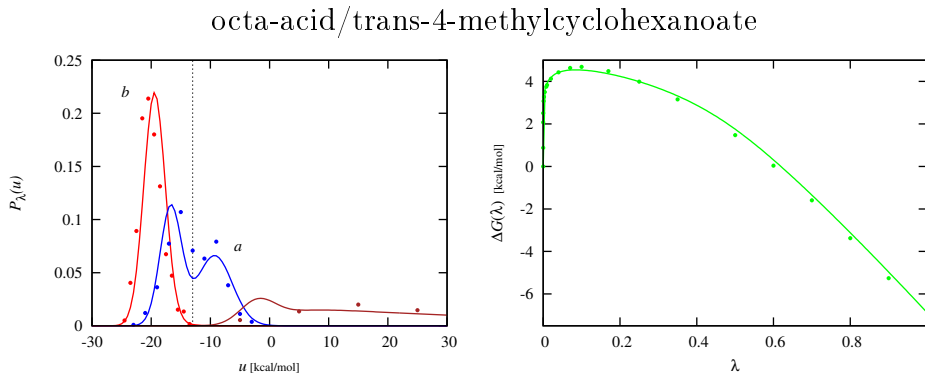 octa-acid/trans-4-methylcyclohexanoate
0.25
0.2
0.15
0.1
0.05
0
P_λ(u)
b
a
-30 -20 -10 0 10 20 30
u [kcal/mol]
4
2
0
-2
-4
-6
ΔG(λ) [kcal/mol]
0 0.2 0.4 0.6 0.8
λ